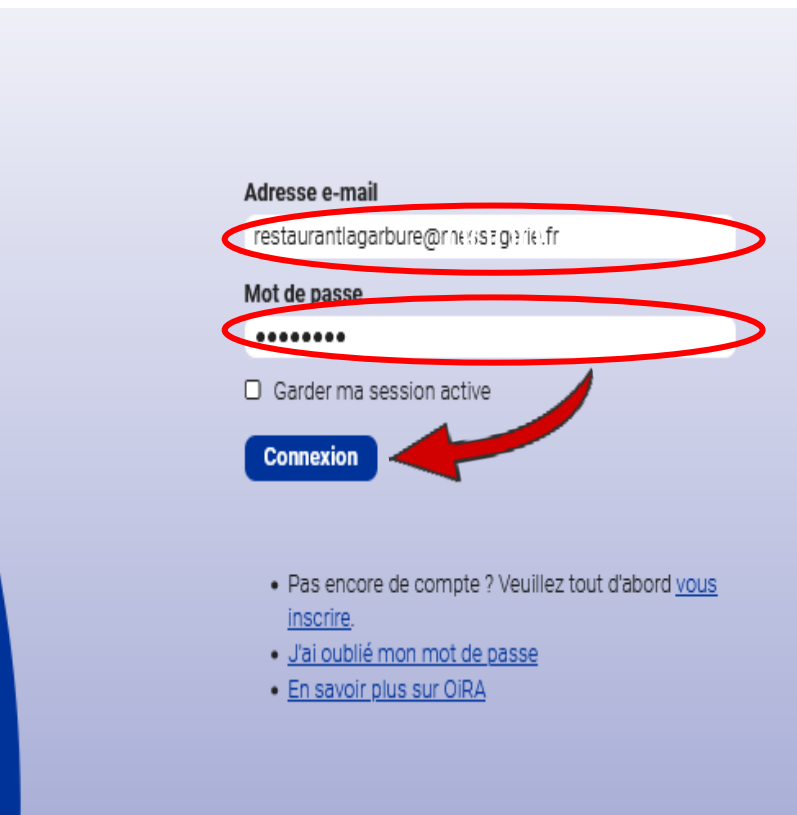 Adresse e-mail
restaurantlagarbure@messagerie.fr
Mot de passe
••••••••
Garder ma session active
Connexion
• Pas encore de compte ? Veuillez tout d'abord vous
inscrire.
• J'ai oublié mon mot de passe
• En savoir plus sur OiRA